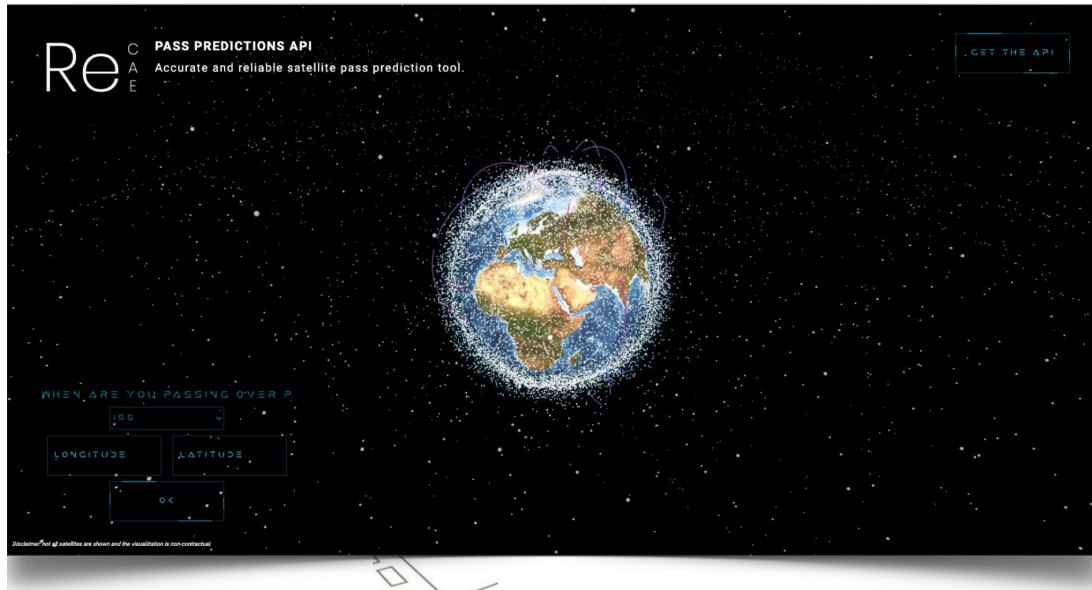 Re
CAE
PASS PREDICTIONS API
Accurate and reliable satellite pass prediction tool.
GET THE API
WHEN ARE YOU PASSING OVER ?
ISS
LONGITUDE
LATITUDE
OK
Disclaimer: not all satellites are shown and the visualization is non-contractual.